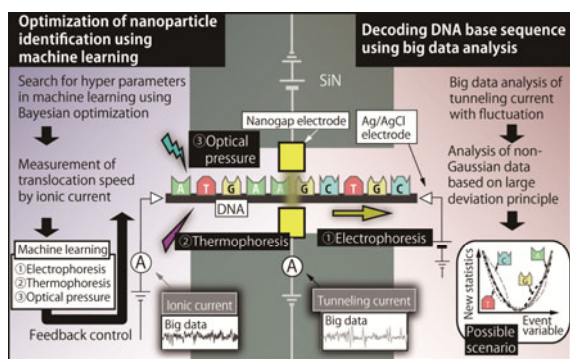 Optimization of nanoparticle
identification using
machine learning
Search for hyper parameters
in machine learning using
Bayesian optimization
Measurement of
translocation speed
by ionic current
Machine learning
①Electrophoresis
②Thermophoresis
③Optical pressure
Feedback control
SiN
Nanogap electrode
Ag/AgCl
electrode
③Optical
pressure
A T G A A G C T G C
DNA
②Thermophoresis
①Electrophoresis
A
A
Ionic current
Big data
Tunneling current
Big data
Decoding DNA base sequence
using big data analysis
Big data analysis of
tunneling current
with fluctuation
Analysis of non-
Gaussian data
based on large
deviation principle
New statistics
C
A
G
T
Event
variable
Possible
scenario